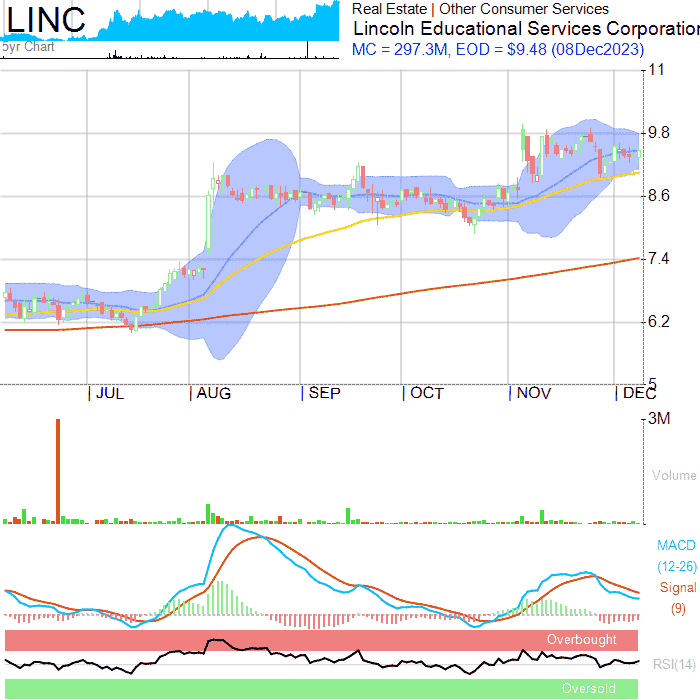 LINC
5yr Chart
Real Estate | Other Consumer Services
Lincoln Educational Services Corporation
MC = 297.3M, EOD = $9.48 (08Dec2023)
11
9.8
8.6
7.4
6.2
5
JUL
AUG
SEP
OCT
NOV
DEC
3M
Volume
MACD
(12-26)
Signal
(9)
Overbought
RSI(14)
Oversold